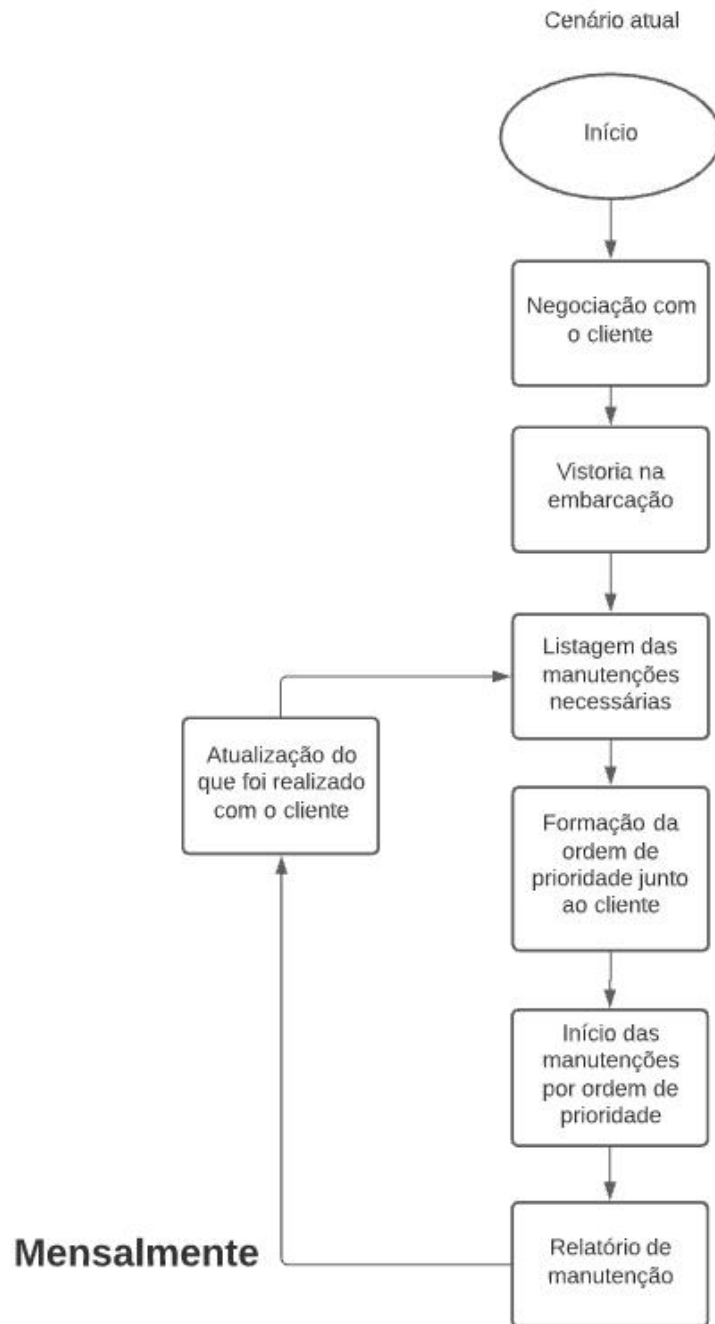 Cenário atual
Início
Negociação com
o cliente
Vistoria na
embarcação
Listagem das
manutenções
necessárias
Atualização do
que foi realizado
com o cliente
Formação da
ordem de
prioridade junto
ao cliente
Início das
manutenções
por ordem de
prioridade
Mensalmente
Relatório de
manutenção